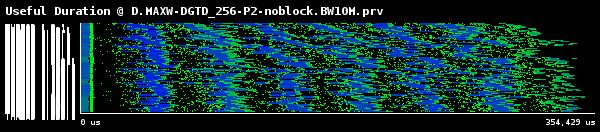 Useful Duration @ D.MAXW-DGTD_256-P2-noblock.BW10M.prv
0 us
354,429 us